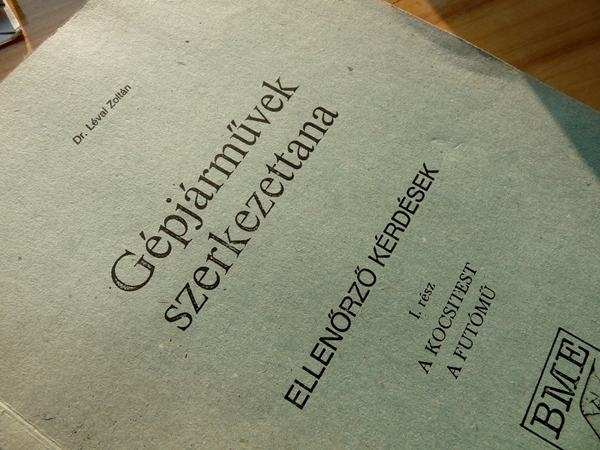 Dr. Lévai Zoltán
Gépjárművek
szerkezettana
ELLENŐRZŐ KÉRDÉSEK
I. rész
A KOCSITEST
A FUTÓMŰ
BME